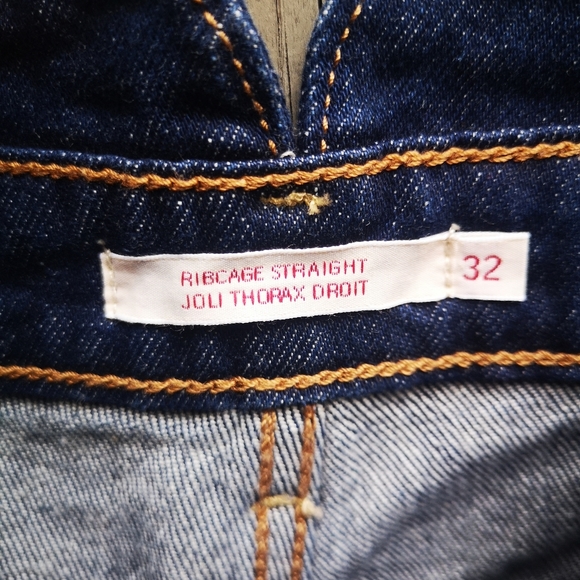 RIBCAGE STRAIGHT
JOLI THORAX DROIT
32